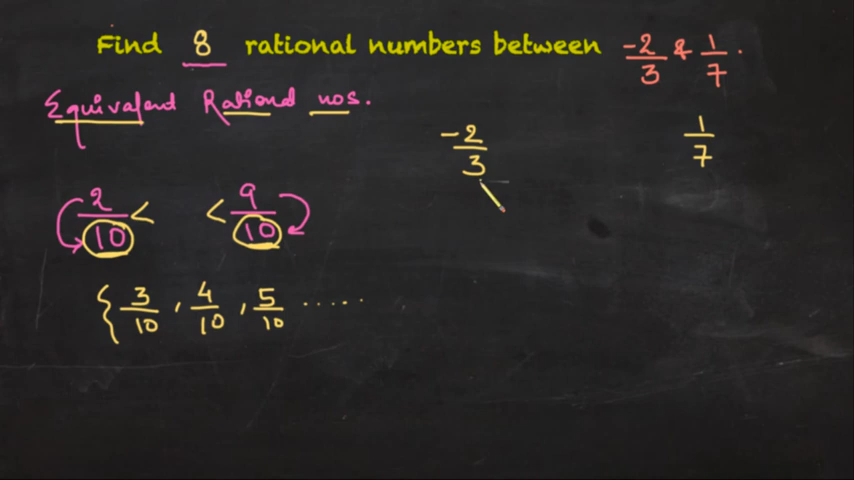 Find 8 rational numbers between -2/3 & 1/7.
Equivalent Rational nos.
-2/3 1/7
2/10 < < 9/10
{ 3/10 , 4/10 , 5/10 ......